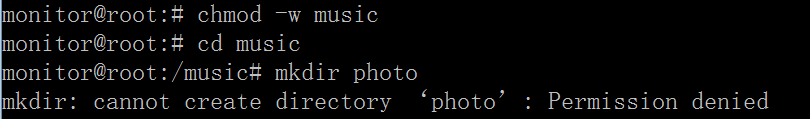 monitor@root:# chmod -w music
monitor@root:# cd music
monitor@root:/music# mkdir photo
mkdir: cannot create directory ‘photo’: Permission denied